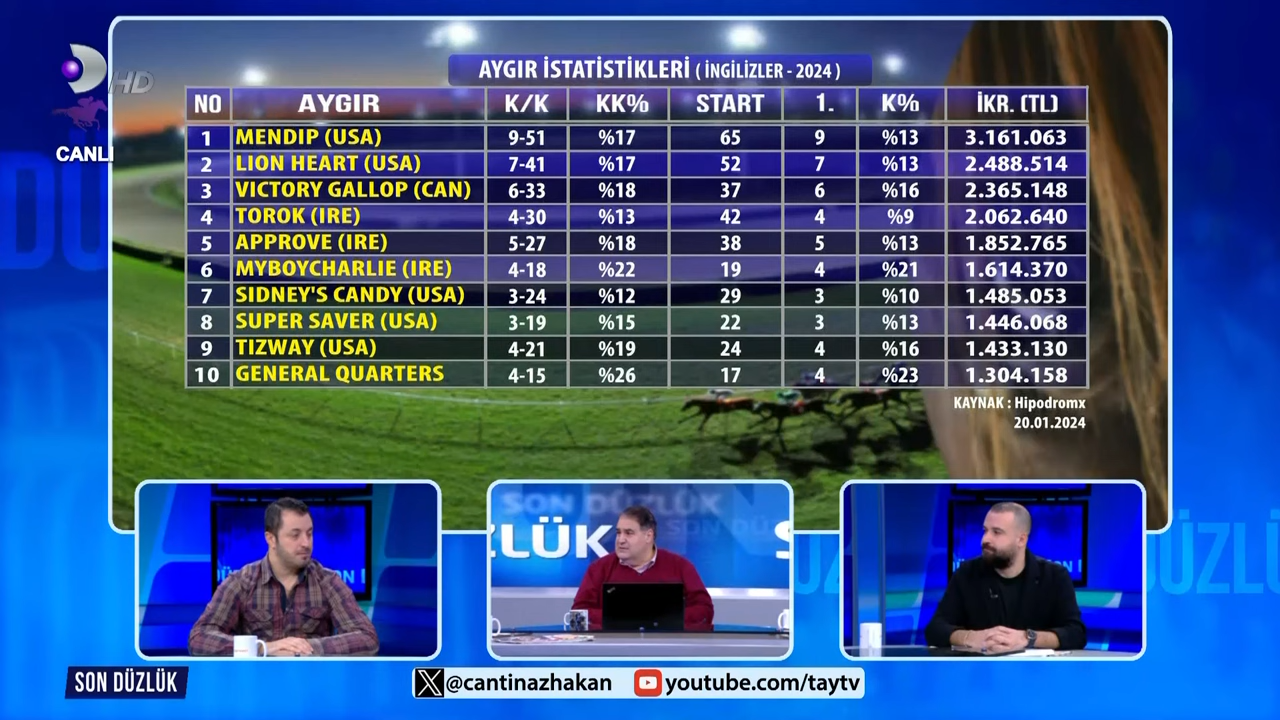 HD
CANLI
AYGIR İSTATİSTİKLERİ ( İNGİLİZLER - 2024 )
NO AYGIR K/K KK% START 1. K% İKR. (TL)
1 MENDIP (USA) 9-51 %17 65 9 %13 3.161.063
2 LION HEART (USA) 7-41 %17 52 7 %13 2.488.514
3 VICTORY GALLOP (CAN) 6-33 %18 37 6 %16 2.365.148
4 TOROK (IRE) 4-30 %13 42 4 %9 2.062.640
5 APPROVE (IRE) 5-27 %18 38 5 %13 1.852.765
6 MYBOYCHARLIE (IRE) 4-18 %22 19 4 %21 1.614.370
7 SIDNEY'S CANDY (USA) 3-24 %12 29 3 %10 1.485.053
8 SUPER SAVER (USA) 3-19 %15 22 3 %13 1.446.068
9 TIZWAY (USA) 4-21 %19 24 4 %16 1.433.130
10 GENERAL QUARTERS 4-15 %26 17 4 %23 1.304.158
KAYNAK : Hipodromx
20.01.2024
SON DÜZLÜK
ZLÜK
SON DÜZLÜK
@cantinazhakan
youtube.com/taytv